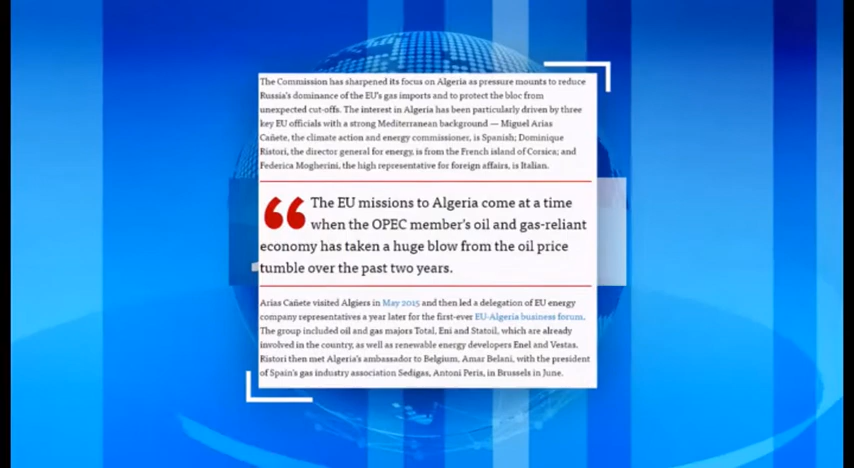 The Commission has sharpened its focus on Algeria as pressure mounts to reduce
Russia's dominance of the EU's gas imports and to protect the bloc from
unexpected cut-offs. The interest in Algeria has been particularly driven by three
key EU officials with a strong Mediterranean background — Miguel Arias
Cañete, the climate action and energy commissioner, is Spanish; Dominique
Ristori, the director general for energy, is from the French island of Corsica; and
Federica Mogherini, the high representative for foreign affairs, is Italian.
“ The EU missions to Algeria come at a time
when the OPEC member's oil and gas-reliant
economy has taken a huge blow from the oil price
tumble over the past two years.
Arias Cañete visited Algiers in May 2015 and then led a delegation of EU energy
company representatives a year later for the first-ever EU-Algeria business forum.
The group included oil and gas majors Total, Eni and Statoil, which are already
involved in the country, as well as renewable energy developers Enel and Vestas.
Ristori then met Algeria's ambassador to Belgium, Amar Belani, with the president
of Spain's gas industry association Sedigas, Antoni Peris, in Brussels in June.